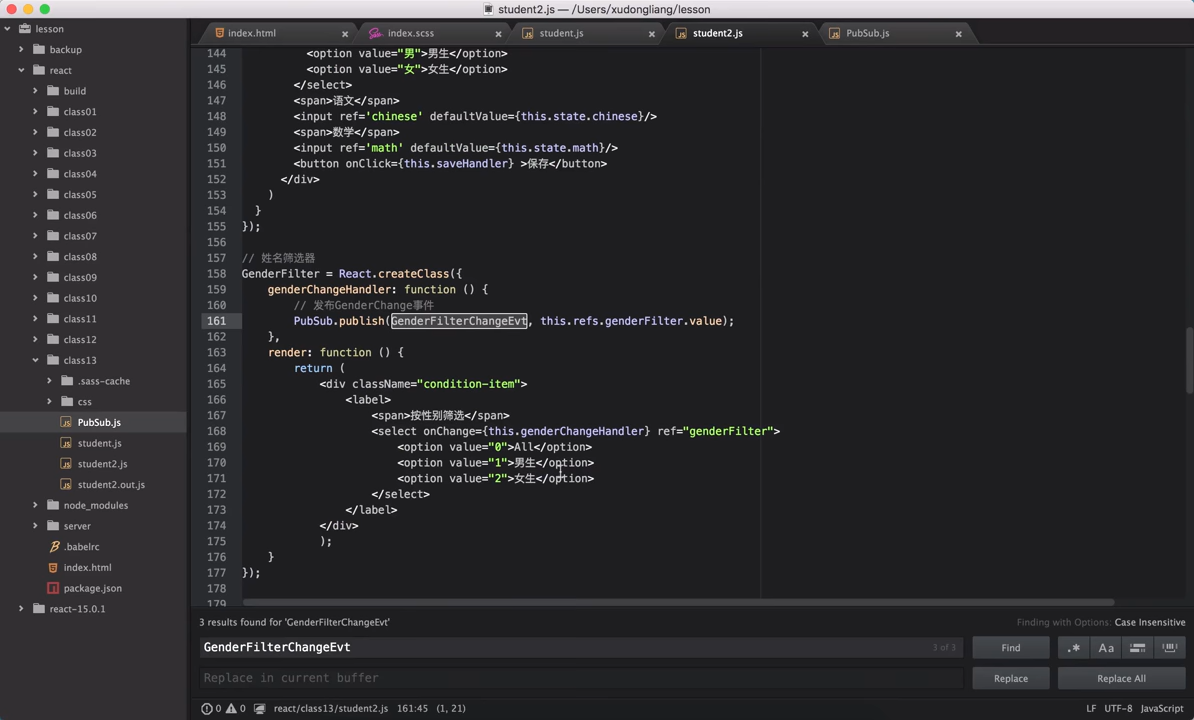 student2.js — /Users/xudongliang/lesson
lesson
backup
react
build
class01
class02
class03
class04
class05
class06
class07
class08
class09
class10
class11
class12
class13
.sass-cache
css
PubSub.js
student.js
student2.js
student2.out.js
node_modules
server
.babelrc
index.html
package.json
react-15.0.1
index.html
index.scss
student.js
student2.js
PubSub.js
144 <option value="男">男生</option>
145 <option value="女">女生</option>
146 </select>
147 <span>语文</span>
148 <input ref='chinese' defaultValue={this.state.chinese}/>
149 <span>数学</span>
150 <input ref='math' defaultValue={this.state.math}/>
151 <button onClick={this.saveHandler} >保存</button>
152 </div>
153 )
154 }
155 });
156
157 // 姓名筛选器
158 GenderFilter = React.createClass({
159 genderChangeHandler: function () {
160 // 发布GenderChange事件
161 PubSub.publish(GenderFilterChangeEvt, this.refs.genderFilter.value);
162 },
163 render: function () {
164 return (
165 <div className="condition-item">
166 <label>
167 <span>按性别筛选</span>
168 <select onChange={this.genderChangeHandler} ref="genderFilter">
169 <option value="0">All</option>
170 <option value="1">男生</option>
171 <option value="2">女生</option>
172 </select>
173 </label>
174 </div>
175 );
176 }
177 });
178
179
3 results found for 'GenderFilterChangeEvt'
Finding with Options: Case Insensitive
GenderFilterChangeEvt
3 of 3
Find
.*
Aa
Replace in current buffer
Replace
Replace All
0 0 react/class13/student2.js 161:45 (1, 21)
LF UTF-8 JavaScript